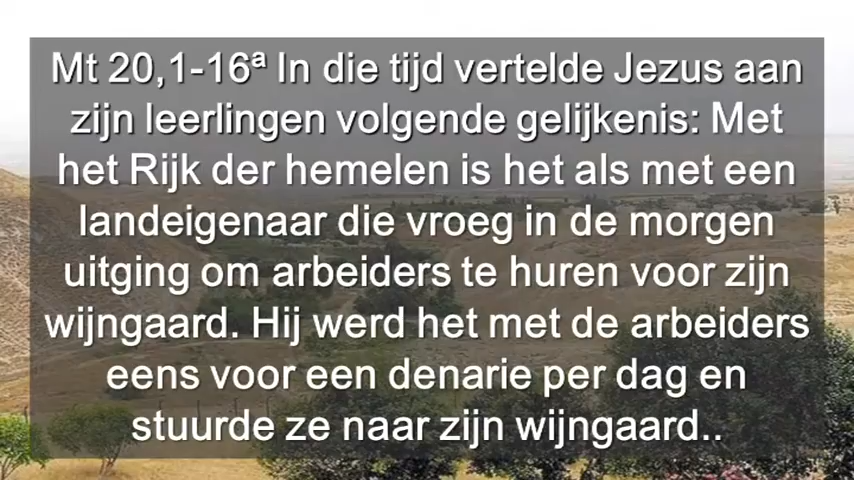 Mt 20,1-16ª In die tijd vertelde Jezus aan
zijn leerlingen volgende gelijkenis: Met
het Rijk der hemelen is het als met een
landeigenaar die vroeg in de morgen
uitging om arbeiders te huren voor zijn
wijngaard. Hij werd het met de arbeiders
eens voor een denarie per dag en
stuurde ze naar zijn wijngaard..